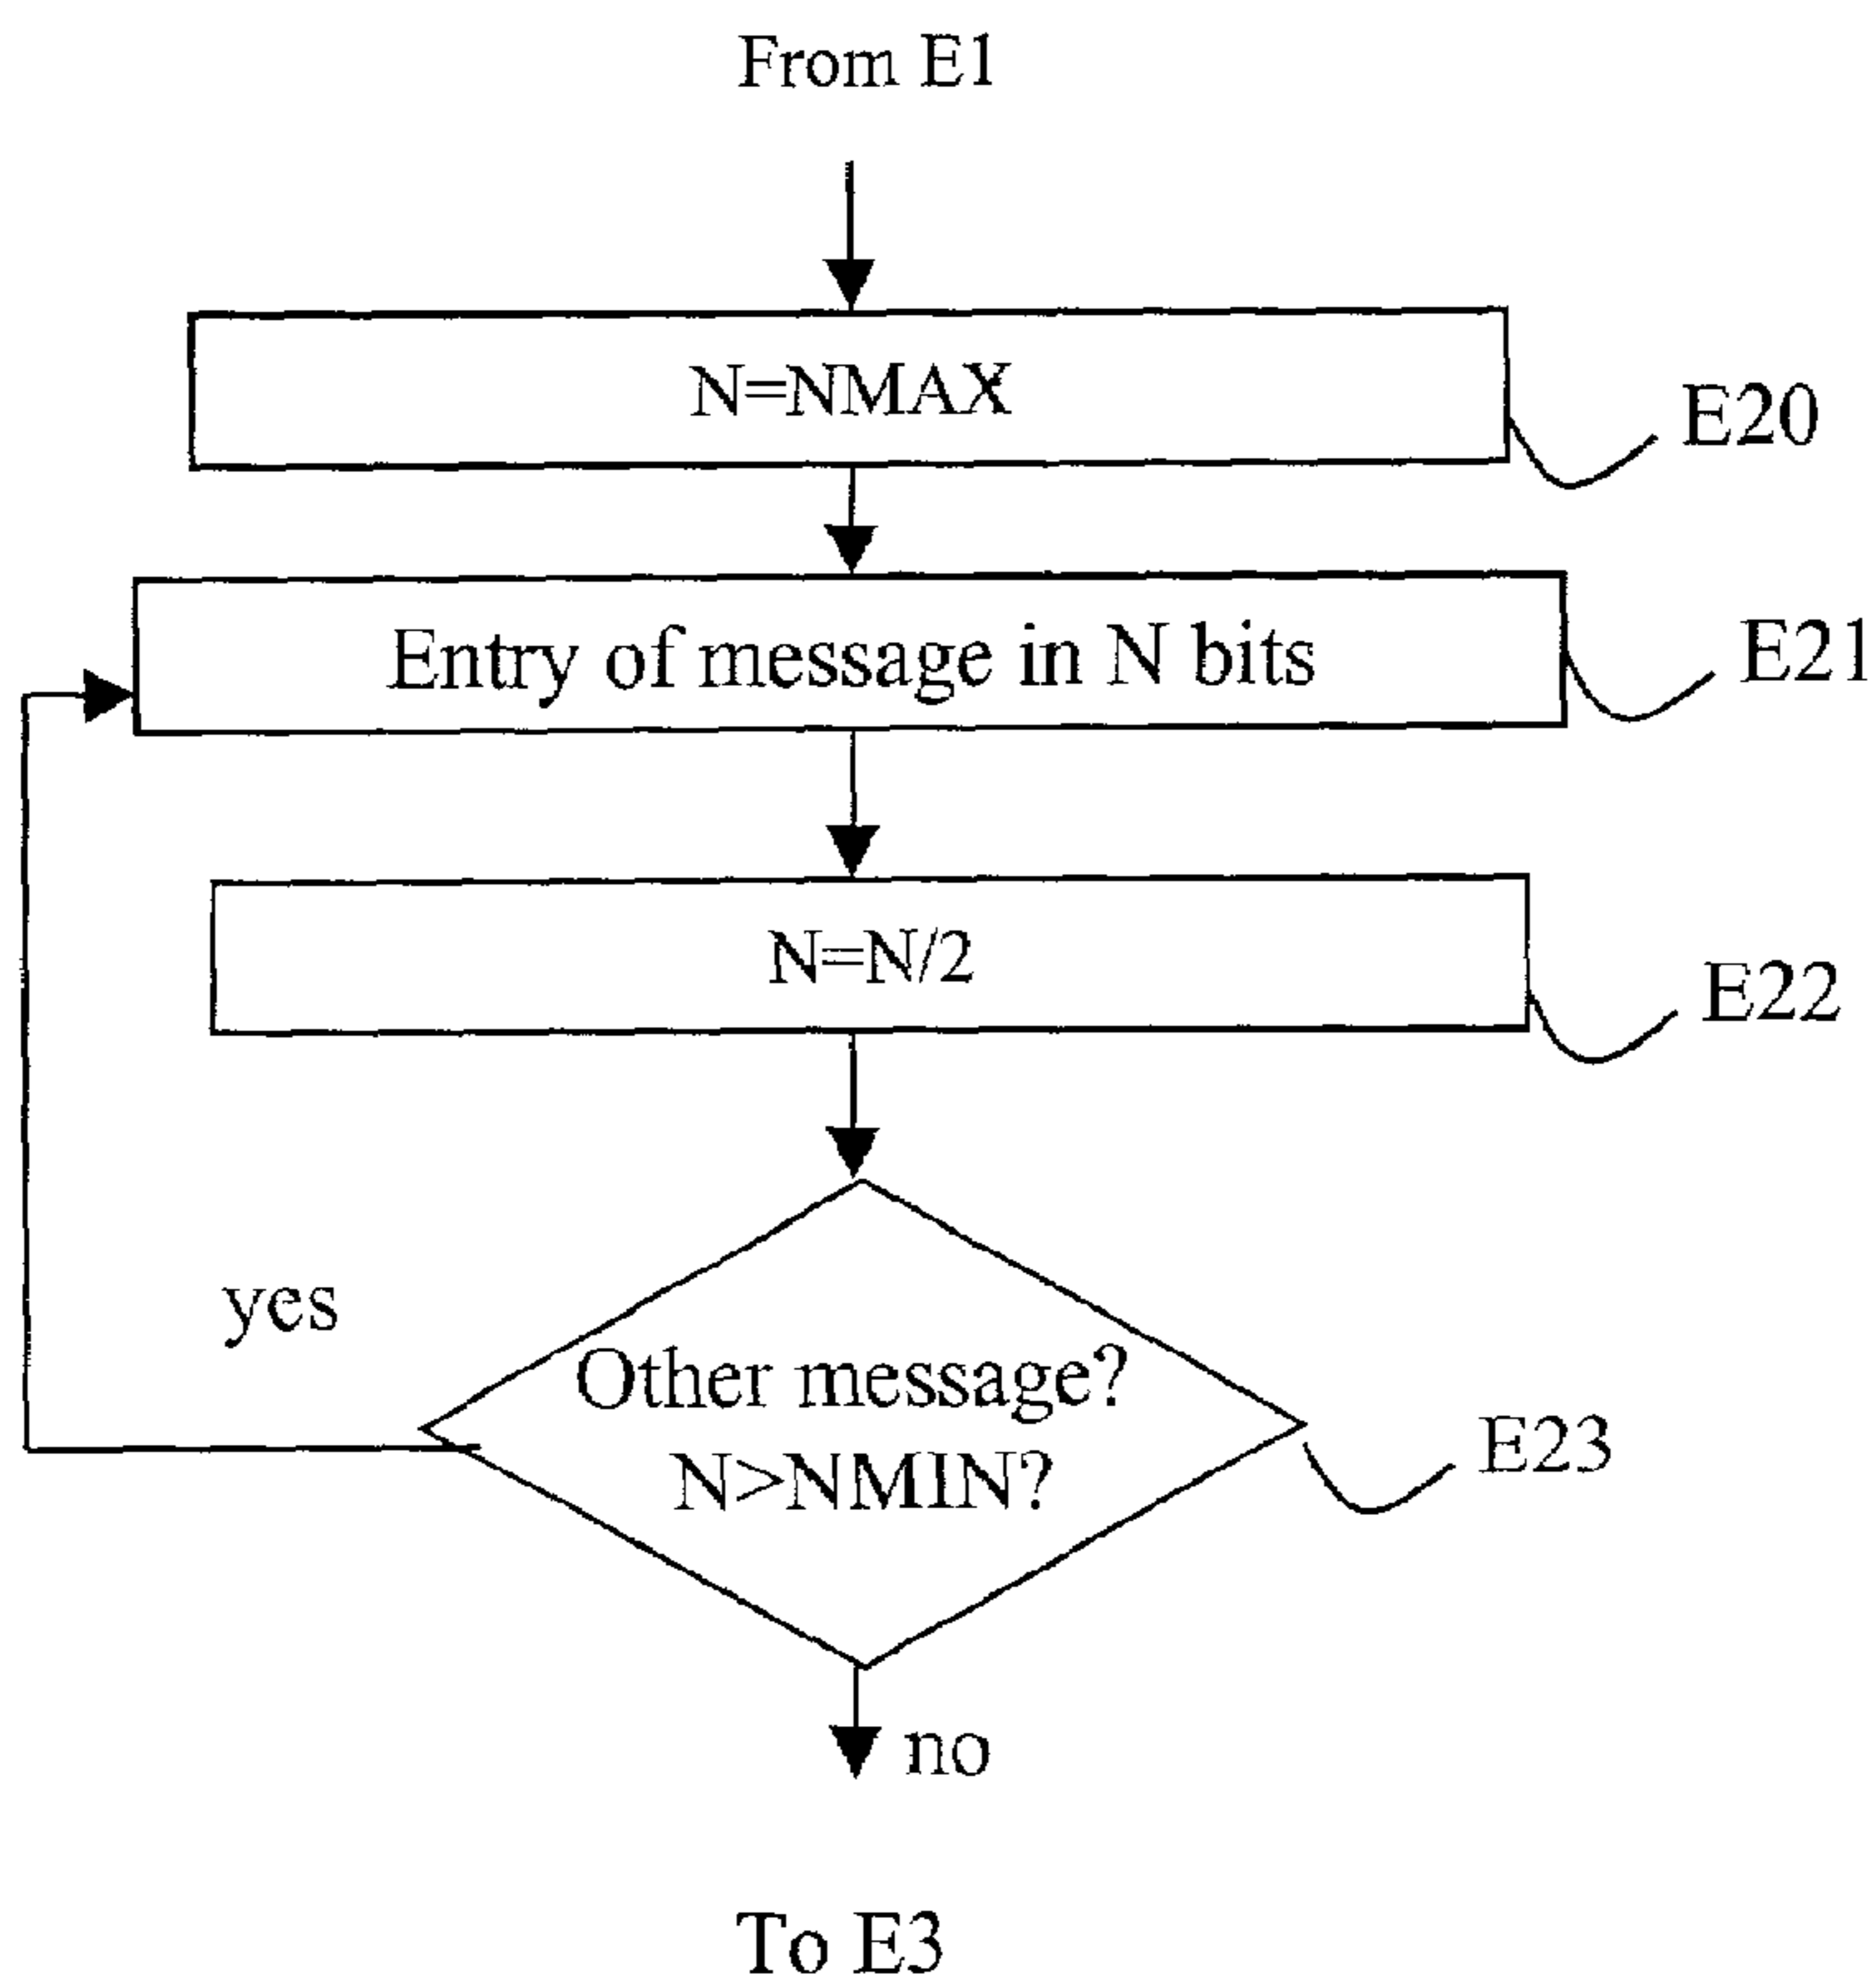 From E1
N=NMAX
E20
Entry of message in N bits
E21
N=N/2
E22
yes
Other message?
N>NMIN?
E23
no
To E3